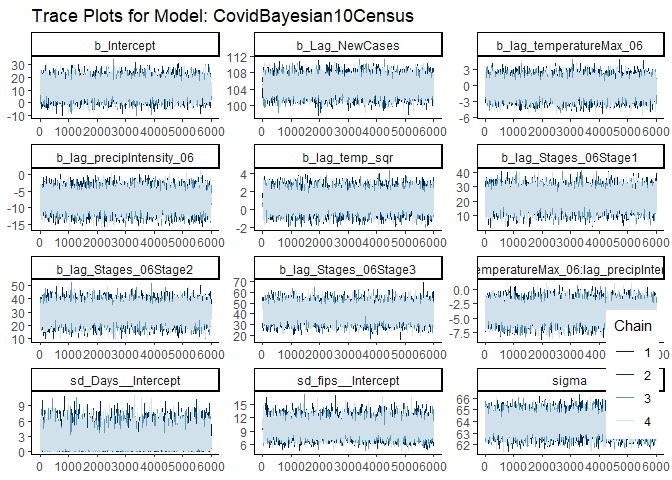 Trace Plots for Model: CovidBayesian10Census
b_Intercept b_Lag_NewCases b_lag_temperatureMax_06
30 20 10 0 -10
112 108 104 100
3 0 -3 -6
0 1000 2000 3000 4000 5000 6000 0 1000 2000 3000 4000 5000 6000 0 1000 2000 3000 4000 5000 6000
b_lag_precipIntensity_06 b_lag_temp_sqr b_lag_Stages_06Stage1
0 -5 -10 -15
4 2 0 -2
40 30 20 10
0 1000 2000 3000 4000 5000 6000 0 1000 2000 3000 4000 5000 6000 0 1000 2000 3000 4000 5000 6000
b_lag_Stages_06Stage2 b_lag_Stages_06Stage3 emperatureMax_06:lag_precipInten
50 40 30 20 10
70 60 50 40 30 20
0.0 -2.5 -5.0 -7.5
0 1000 2000 3000 4000 5000 6000 0 1000 2000 3000 4000 5000 6000 0 1000 2000 3000 400
sd_Days__Intercept sd_fips__Intercept sigma
9 6 3 0
15 12 9 6
66 65 64 63 62
0 1000 2000 3000 4000 5000 6000 0 1000 2000 3000 4000 5000 6000 0 1000 2000 3000 4000 5000 6000
Chain
1
2
3
4